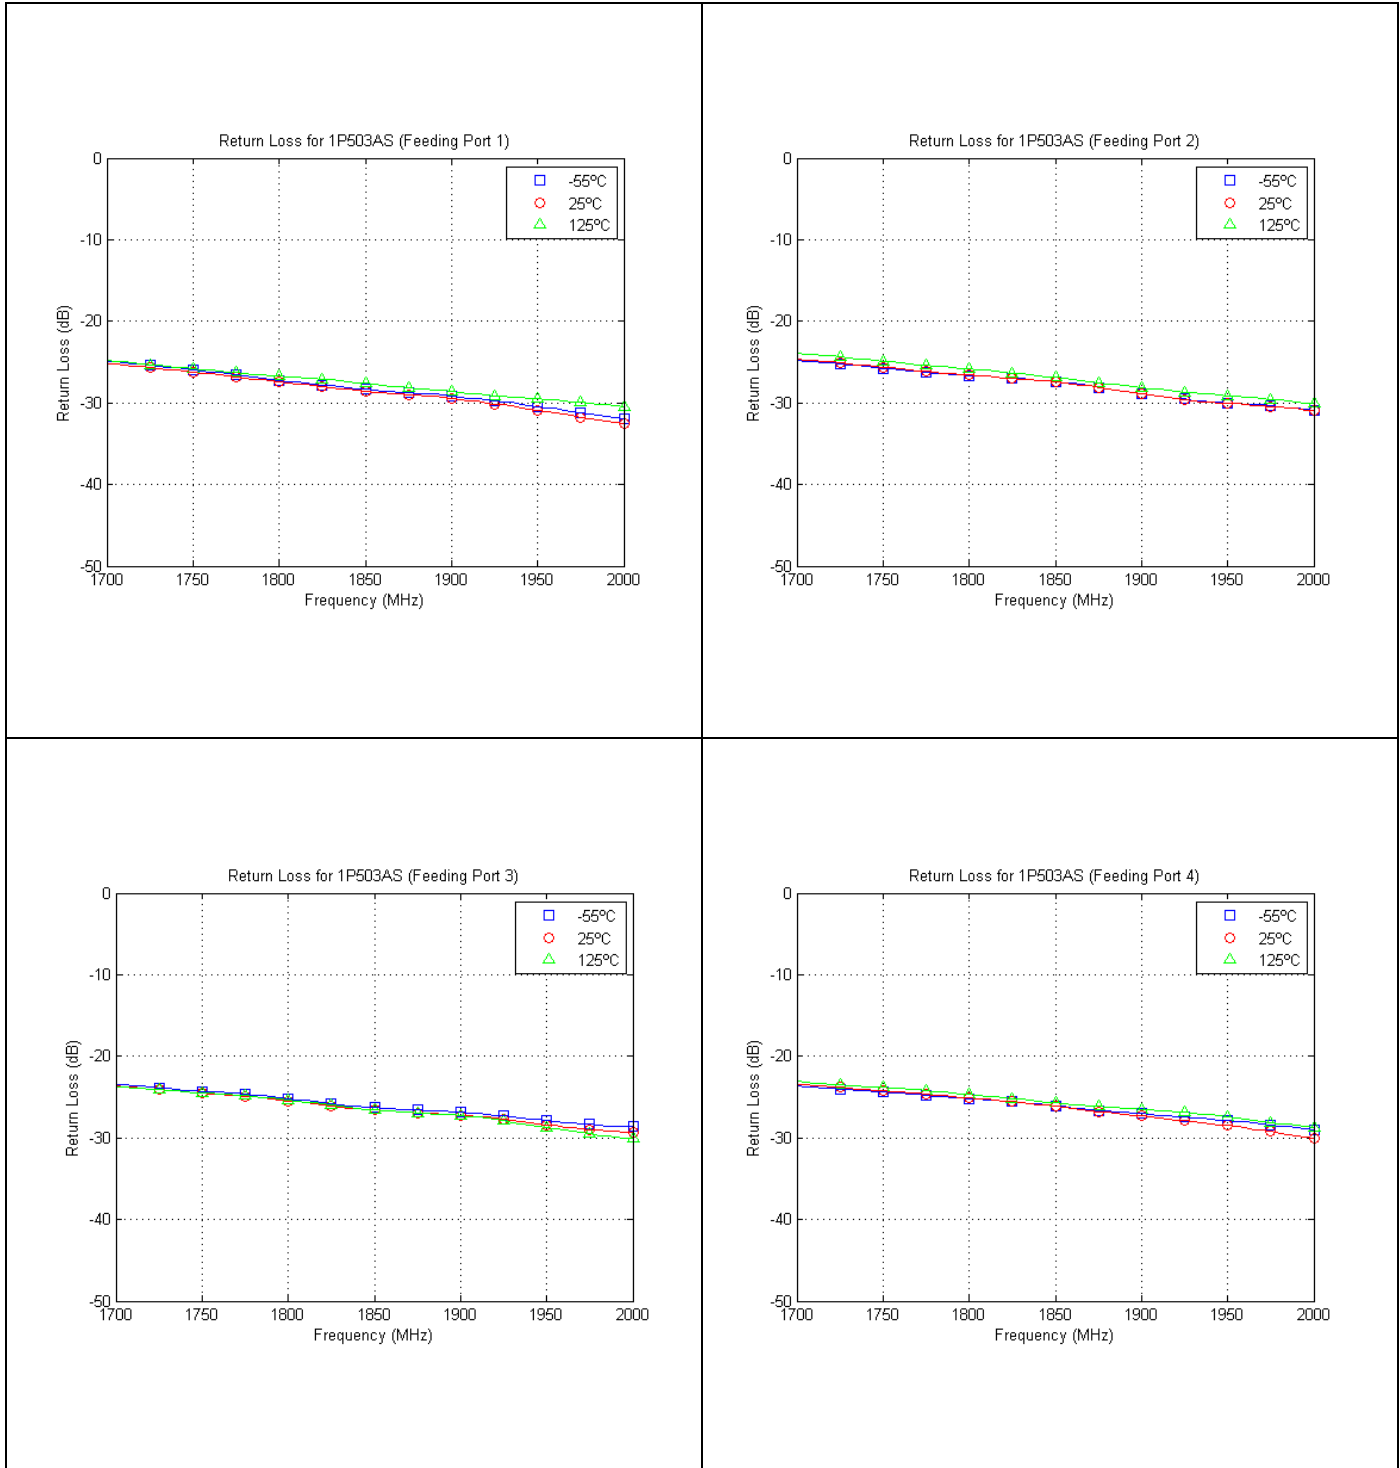 Return Loss for 1P503AS (Feeding Port 1)
0
-10
-20
-30
-40
-50
Return Loss (dB)
-55ºC
25ºC
125ºC
1700 1750 1800 1850 1900 1950 2000
Frequency (MHz)
Return Loss for 1P503AS (Feeding Port 2)
0
-10
-20
-30
-40
-50
Return Loss (dB)
-55ºC
25ºC
125ºC
1700 1750 1800 1850 1900 1950 2000
Frequency (MHz)
Return Loss for 1P503AS (Feeding Port 3)
0
-10
-20
-30
-40
-50
Return Loss (dB)
-55ºC
25ºC
125ºC
1700 1750 1800 1850 1900 1950 2000
Frequency (MHz)
Return Loss for 1P503AS (Feeding Port 4)
0
-10
-20
-30
-40
-50
Return Loss (dB)
-55ºC
25ºC
125ºC
1700 1750 1800 1850 1900 1950 2000
Frequency (MHz)